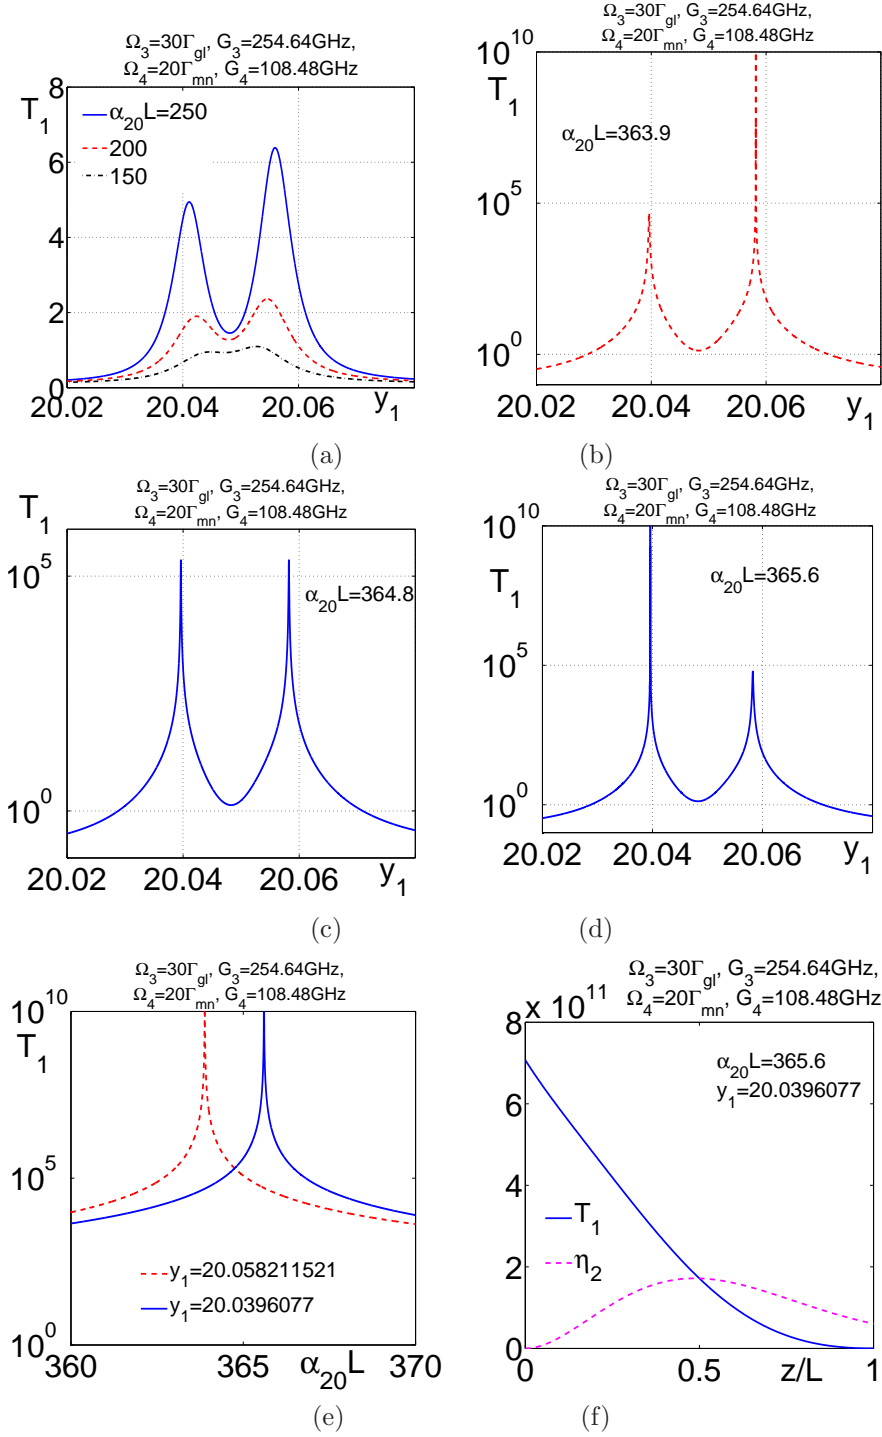 Ω3=30Γgl, G3=254.64GHz,
Ω4=20Γmn, G4=108.48GHz
8
T1
α20L=250
200
150
6
4
2
0
20.02 20.04 20.06 y1
(a)
Ω3=30Γgl, G3=254.64GHz,
Ω4=20Γmn, G4=108.48GHz
10^10
T1
α20L=363.9
10^5
10^0
20.02 20.04 20.06 y1
(b)
Ω3=30Γgl, G3=254.64GHz,
Ω4=20Γmn, G4=108.48GHz
T1
10^5
α20L=364.8
10^0
20.02 20.04 20.06 y1
(c)
Ω3=30Γgl, G3=254.64GHz,
Ω4=20Γmn, G4=108.48GHz
10^10
T1
α20L=365.6
10^5
10^0
20.02 20.04 20.06 y1
(d)
Ω3=30Γgl, G3=254.64GHz,
Ω4=20Γmn, G4=108.48GHz
10^10
T1
10^5
y1=20.058211521
y1=20.0396077
10^0
360 365 α20L 370
(e)
Ω3=30Γgl, G3=254.64GHz,
Ω4=20Γmn, G4=108.48GHz
8 x 10^11
α20L=365.6
y1=20.0396077
6
4
T1
η2
2
0
0 0.5 z/L 1
(f)